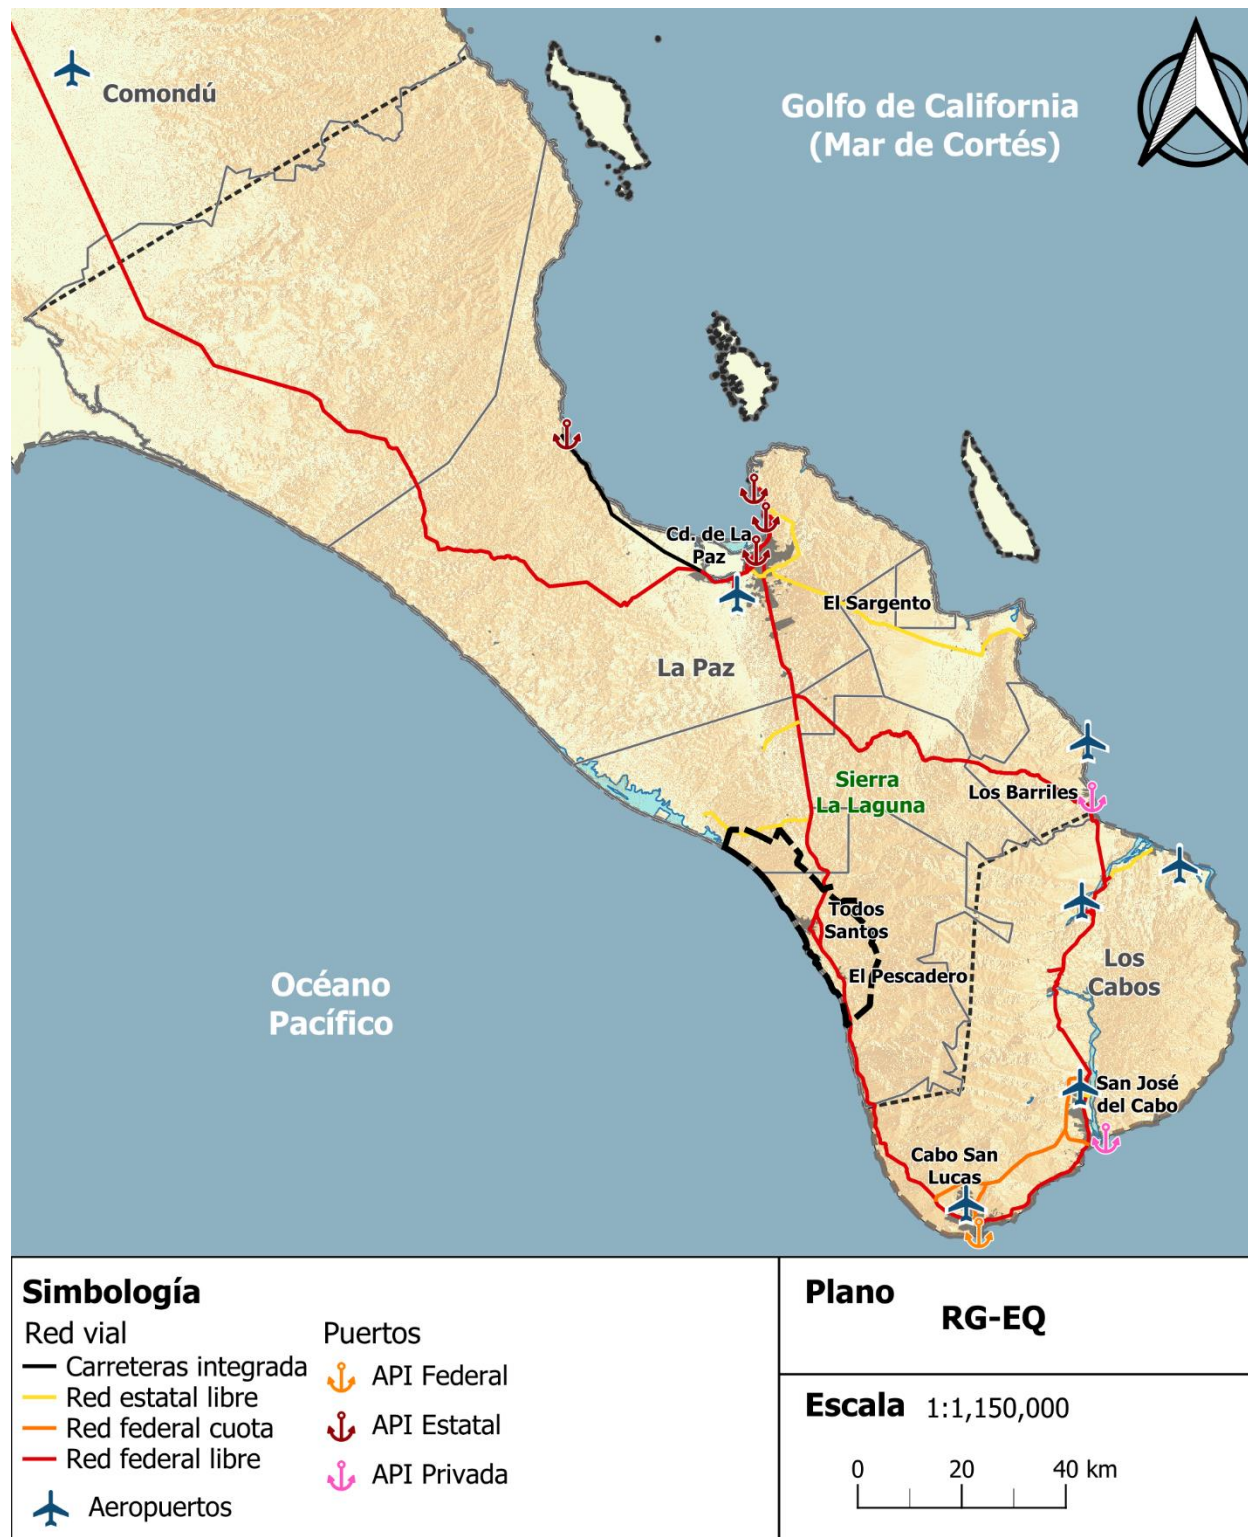 Comondú
Golfo de California
(Mar de Cortés)
Cd. de La
Paz
El Sargento
La Paz
Sierra
La Laguna
Los Barriles
Todos
Santos
El Pescadero
Los
Cabos
Océano
Pacífico
San José
del Cabo
Cabo San
Lucas
Simbología
Red vial
Carreteras integrada
Red estatal libre
Red federal cuota
Red federal libre
Aeropuertos
Puertos
API Federal
API Estatal
API Privada
Plano
RG-EQ
Escala 1:1,150,000
0 20 40 km